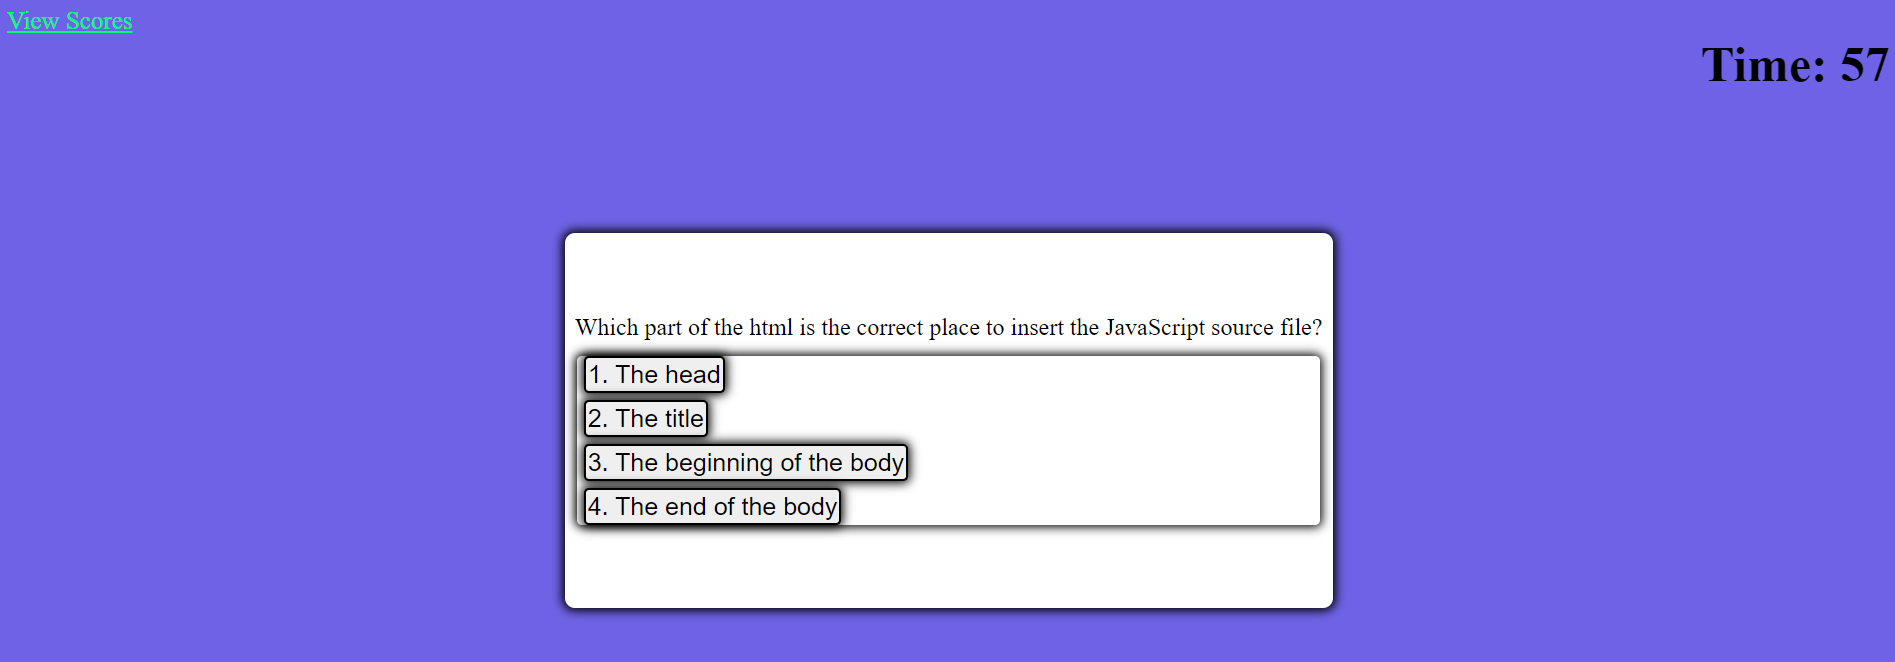 View Scores
Time: 57
Which part of the html is the correct place to insert the JavaScript source file?
1. The head
2. The title
3. The beginning of the body
4. The end of the body